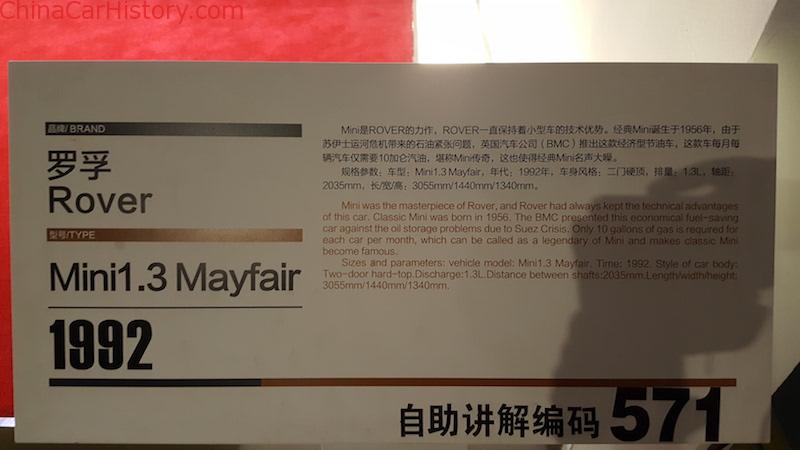 ChinaCarHistory.com
品牌/ BRAND
罗孚
Rover
型号/TYPE
Mini1.3 Mayfair
1992
Mini是ROVER的力作，ROVER一直保持着小型车的技术优势。经典Mini诞生于1956年，由于
苏伊士运河危机带来的石油紧张问题，英国汽车公司（BMC）推出这款经济型节油车，这款车每月每
辆汽车仅需要10加仑汽油，堪称Mini传奇，这也使得经典Mini名声大噪。
规格参数：车型：Mini1.3 Mayfair，年代：1992年，车身风格：二门硬顶，排量：1.3L，轴距：
2035mm，长/宽/高：3055mm/1440mm/1340mm。
Mini was the masterpiece of Rover, and Rover had always kept the technical advantages
of this car. Classic Mini was born in 1956. The BMC presented this economical fuel-saving
car against the oil storage problems due to Suez Crisis. Only 10 gallons of gas is required for
each car per month, which can be called as a legendary of Mini and makes classic Mini
become famous.
Sizes and parameters: vehicle model: Mini1.3 Mayfair. Time: 1992. Style of car body:
Two-door hard-top.Discharge:1.3L.Distance between shafts:2035mm.Length/width/height:
3055mm/1440mm/1340mm.
自助讲解编码 571